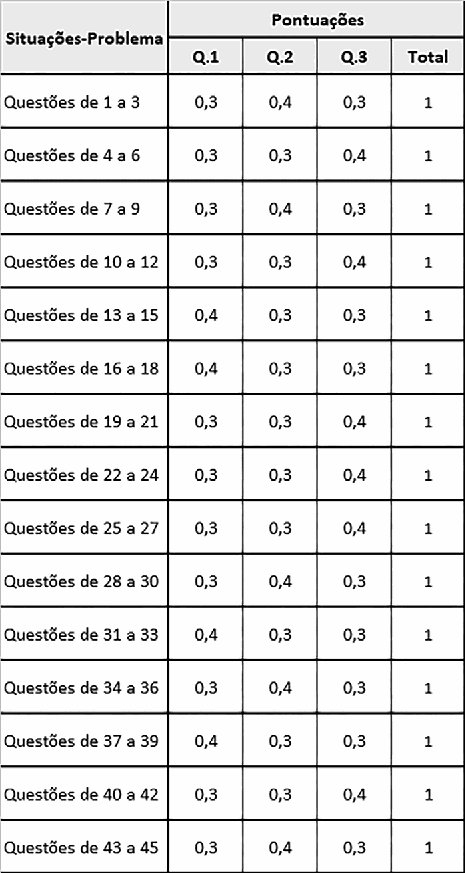 Situações-Problema Pontuações
Q.1 Q.2 Q.3 Total
Questões de 1 a 3 0,3 0,4 0,3 1
Questões de 4 a 6 0,3 0,3 0,4 1
Questões de 7 a 9 0,3 0,4 0,3 1
Questões de 10 a 12 0,3 0,3 0,4 1
Questões de 13 a 15 0,4 0,3 0,3 1
Questões de 16 a 18 0,4 0,3 0,3 1
Questões de 19 a 21 0,3 0,3 0,4 1
Questões de 22 a 24 0,3 0,3 0,4 1
Questões de 25 a 27 0,3 0,3 0,4 1
Questões de 28 a 30 0,3 0,4 0,3 1
Questões de 31 a 33 0,4 0,3 0,3 1
Questões de 34 a 36 0,3 0,4 0,3 1
Questões de 37 a 39 0,4 0,3 0,3 1
Questões de 40 a 42 0,3 0,3 0,4 1
Questões de 43 a 45 0,3 0,4 0,3 1